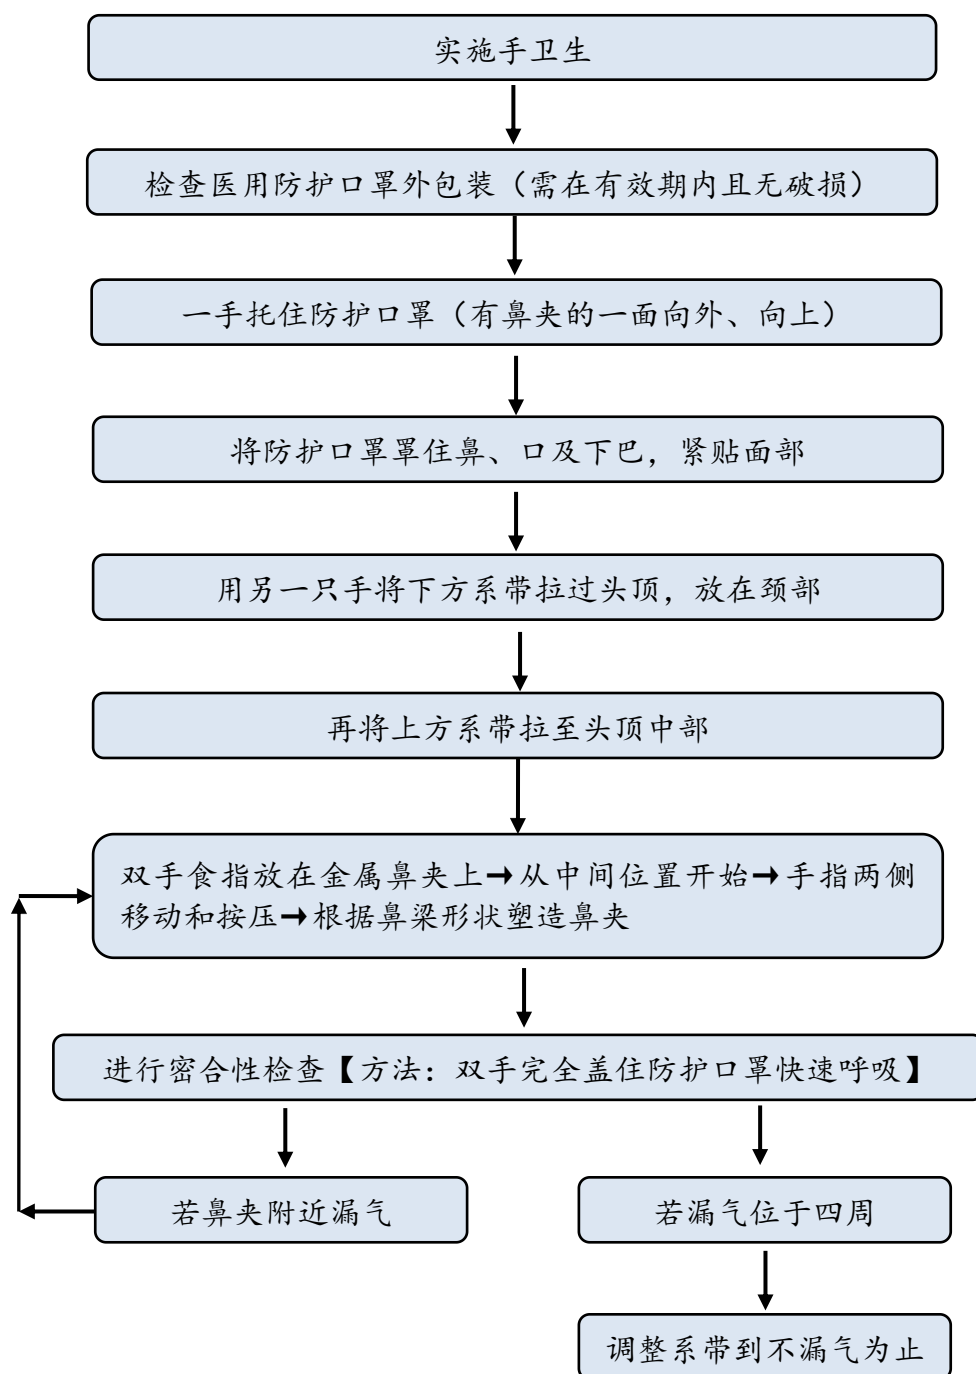 实施手卫生
检查医用防护口罩外包装（需在有效期内且无破损）
一手托住防护口罩（有鼻夹的一面向外、向上）
将防护口罩罩住鼻、口及下巴，紧贴面部
用另一只手将下方系带拉过头顶，放在颈部
再将上方系带拉至头顶中部
双手食指放在金属鼻夹上→从中间位置开始→手指两侧
移动和按压→根据鼻梁形状塑造鼻夹
进行密合性检查【方法：双手完全盖住防护口罩快速呼吸】
若鼻夹附近漏气
若漏气位于四周
调整系带到不漏气为止